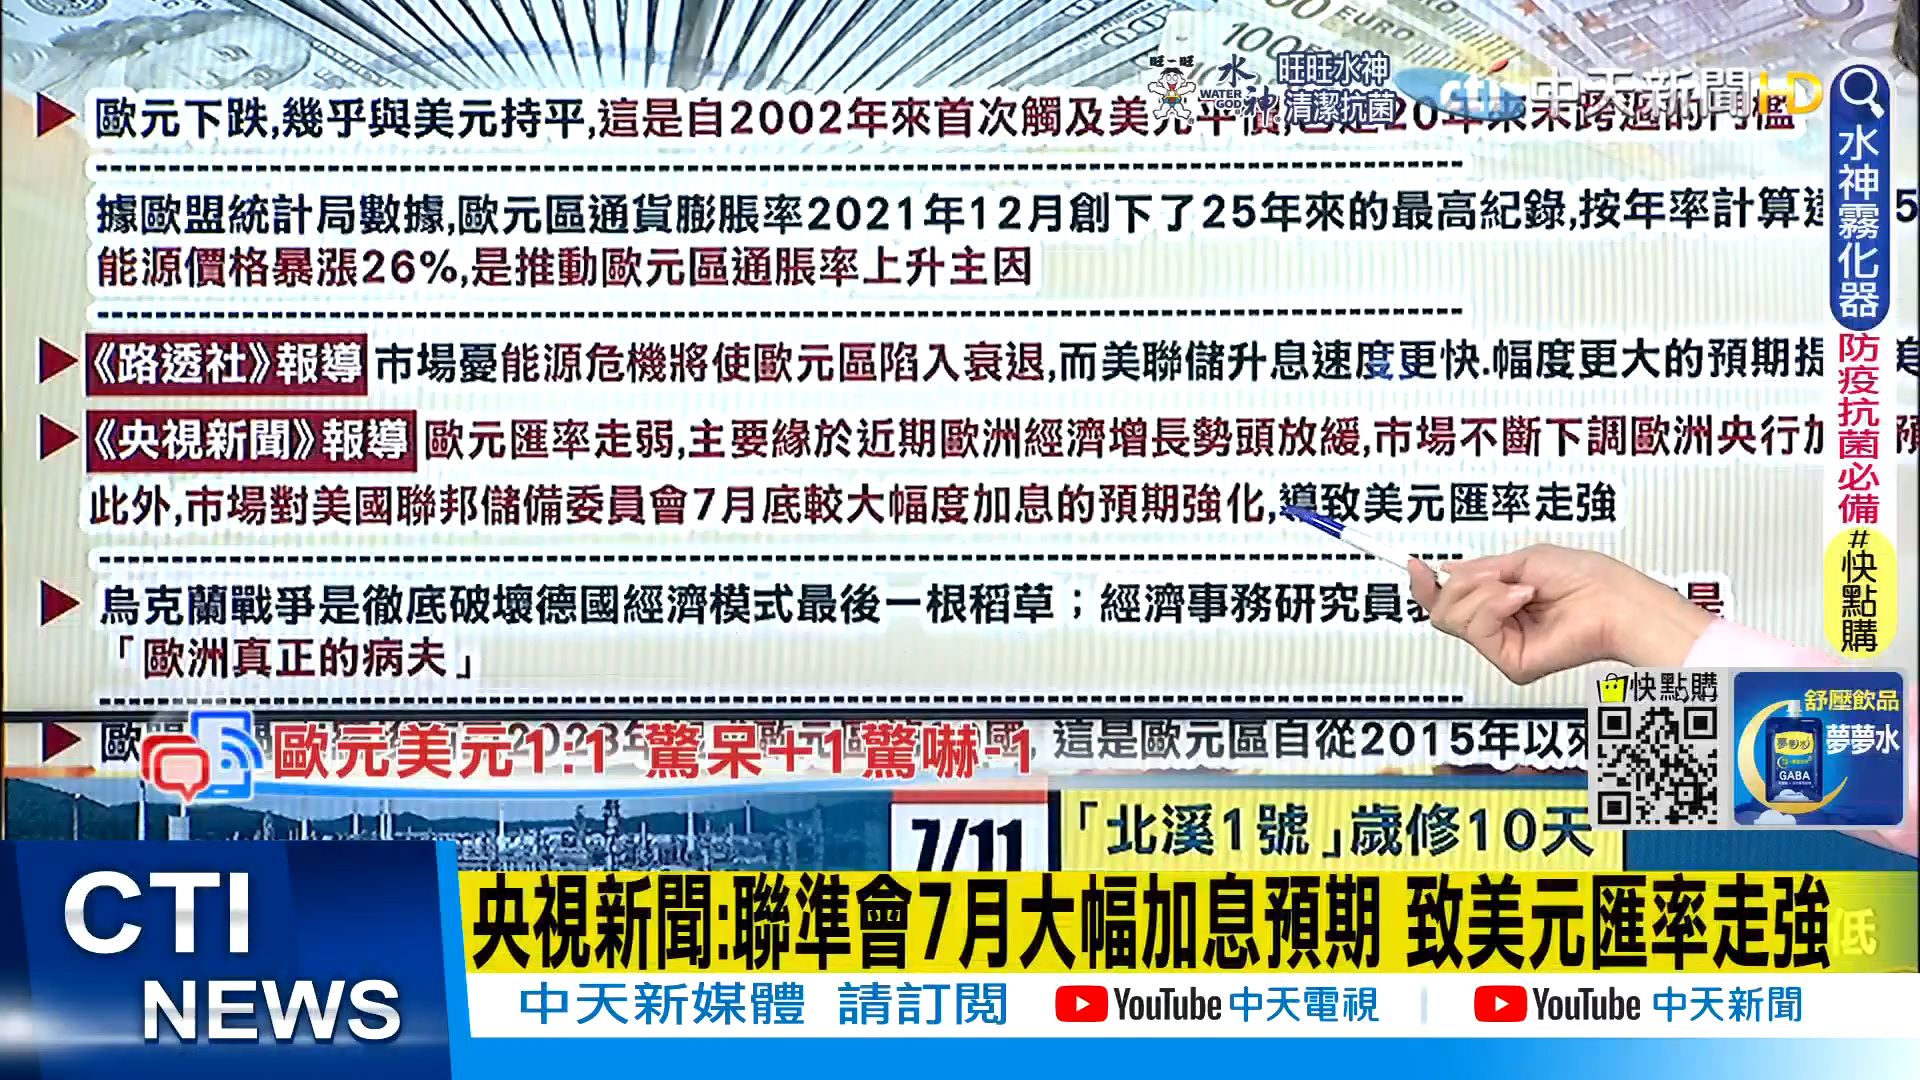 歐元下跌,幾乎與美元持平,這是自2002年來首次觸及美元平價
旺一旺
WATER GOD 水神
旺旺水神
清潔抗菌
cti 中天新聞HD
據歐盟統計局數據,歐元區通貨膨脹率2021年12月創下了25年來的最高紀錄,按年率計算
能源價格暴漲26%,是推動歐元區通脹率上升主因
《路透社》報導 市場憂能源危機將使歐元區陷入衰退,而美聯儲升息速度更快.幅度更大的預期提
《央視新聞》報導 歐元匯率走弱,主要緣於近期歐洲經濟增長勢頭放緩,市場不斷下調歐洲央行加
此外,市場對美國聯邦儲備委員會7月底較大幅度加息的預期強化,導致美元匯率走強
烏克蘭戰爭是徹底破壞德國經濟模式最後一根稻草；經濟事務研究員
是
「歐洲真正的病夫」
這是歐元區自從2015年以來
歐元美元1:1 驚呆+1驚嚇-1
7/11
「北溪1號」歲修10天
水神霧化器
防疫抗菌必備
#快點購
快點購
舒壓飲品
夢夢水
GABA
CTI NEWS
央視新聞:聯準會7月大幅加息預期 致美元匯率走強
低
中天新媒體 請訂閱 YouTube 中天電視 | YouTube 中天新聞